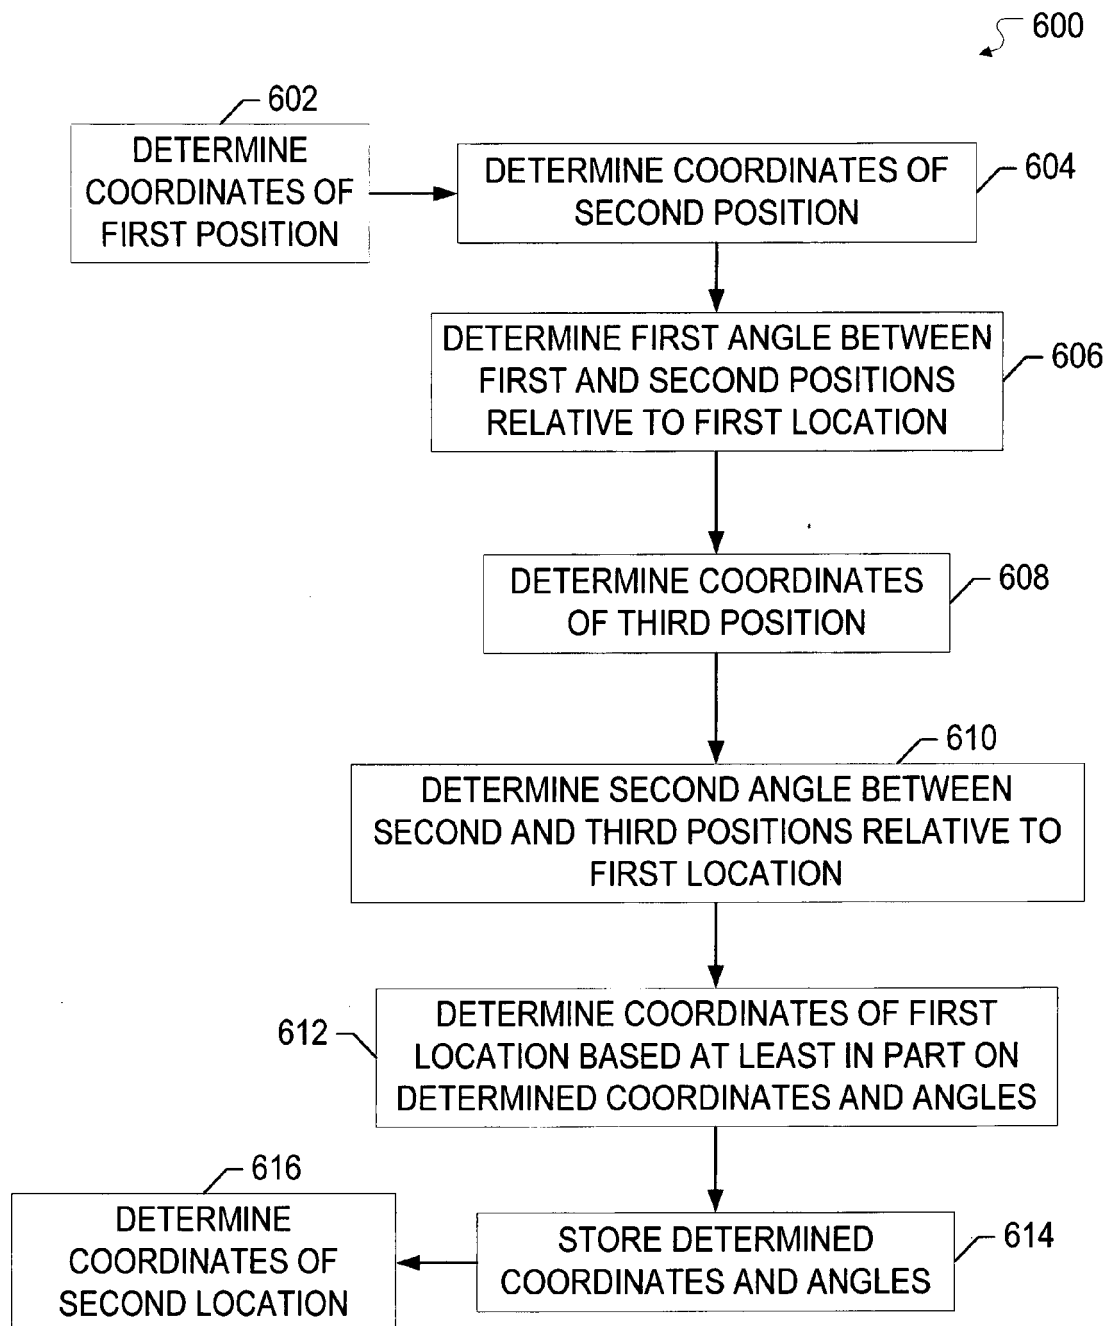 600
602
DETERMINE
COORDINATES OF
FIRST POSITION
DETERMINE COORDINATES OF
SECOND POSITION
604
DETERMINE FIRST ANGLE BETWEEN
FIRST AND SECOND POSITIONS
RELATIVE TO FIRST LOCATION
606
DETERMINE COORDINATES
OF THIRD POSITION
608
610
DETERMINE SECOND ANGLE BETWEEN
SECOND AND THIRD POSITIONS RELATIVE TO
FIRST LOCATION
612
DETERMINE COORDINATES OF FIRST
LOCATION BASED AT LEAST IN PART ON
DETERMINED COORDINATES AND ANGLES
STORE DETERMINED
COORDINATES AND ANGLES
614
616
DETERMINE
COORDINATES OF
SECOND LOCATION